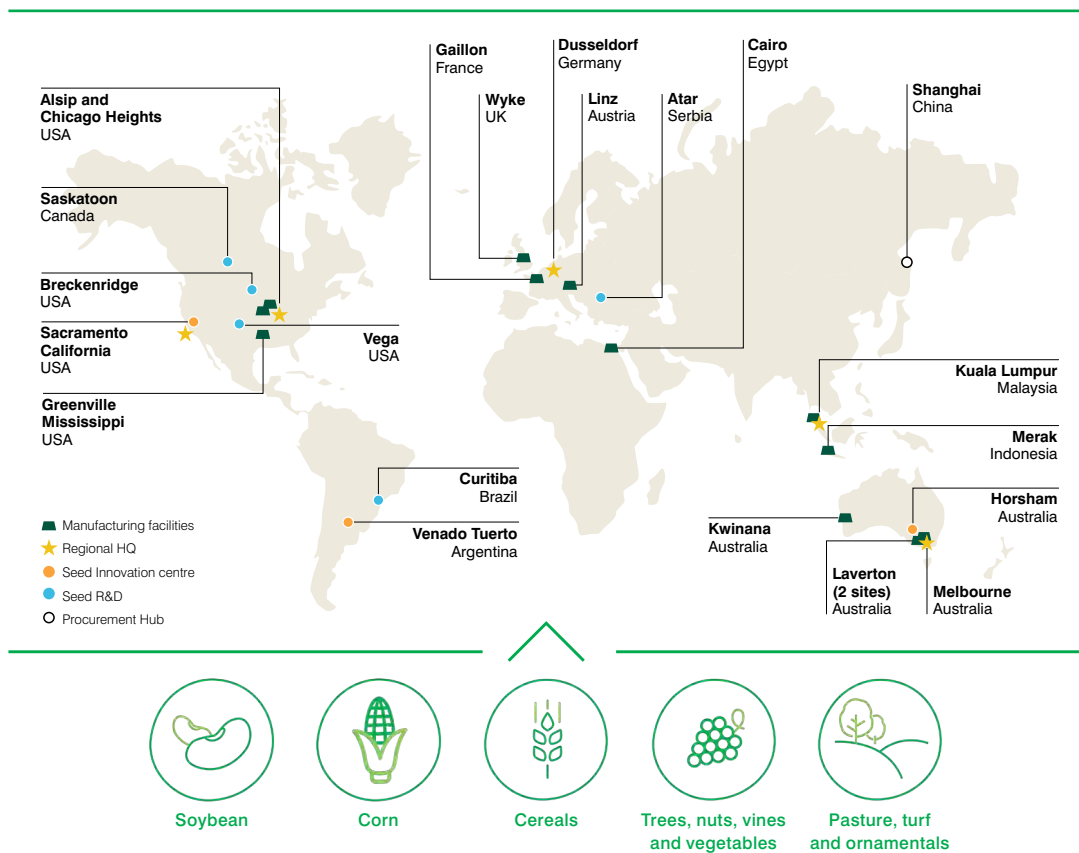 Gaillon
France
Dusseldorf
Germany
Cairo
Egypt
Alsip and
Chicago Heights
USA
Wyke
UK
Linz
Austria
Atar
Serbia
Shanghai
China
Saskatoon
Canada
Breckenridge
USA
Sacramento
California
USA
Vega
USA
Greenville
Mississippi
USA
Kuala Lumpur
Malaysia
Merak
Indonesia
Curitiba
Brazil
Venado Tuerto
Argentina
Horsham
Australia
Kwinana
Australia
Laverton
(2 sites)
Australia
Melbourne
Australia
Manufacturing facilities
Regional HQ
Seed Innovation centre
Seed R&D
Procurement Hub
Soybean
Corn
Cereals
Trees, nuts, vines
and vegetables
Pasture, turf
and ornamentals